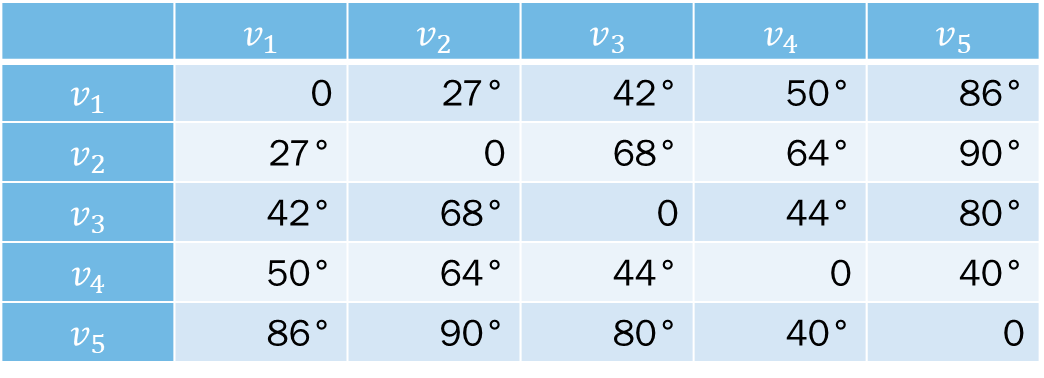 v₁ v₂ v₃ v₄ v₅
v₁ 0 27° 42° 50° 86°
v₂ 27° 0 68° 64° 90°
v₃ 42° 68° 0 44° 80°
v₄ 50° 64° 44° 0 40°
v₅ 86° 90° 80° 40° 0